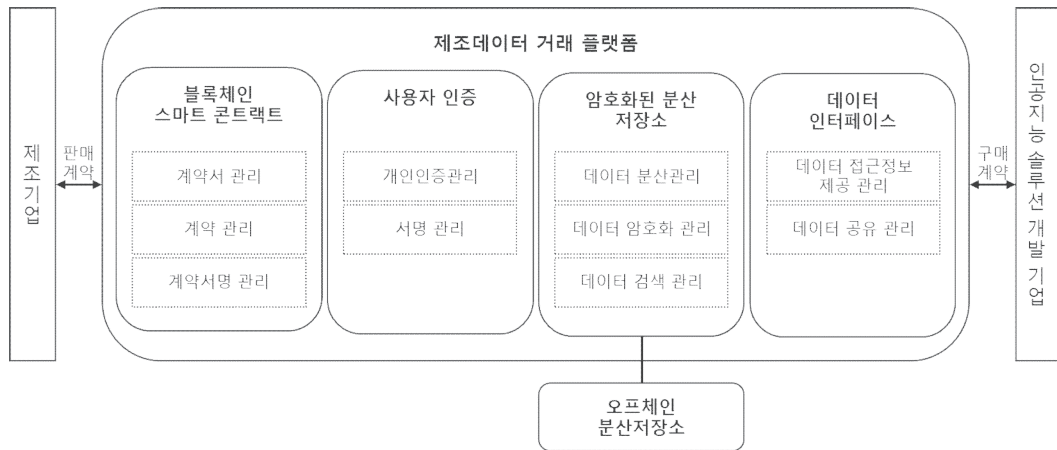 제조데이터 거래 플랫폼
제조기업
판매
계약
블록체인
스마트 콘트랙트
계약서 관리
계약 관리
계약서명 관리
사용자 인증
개인인증관리
서명 관리
암호화된 분산
저장소
데이터 분산관리
데이터 암호화 관리
데이터 검색 관리
데이터
인터페이스
데이터 접근정보
제공 관리
데이터 공유 관리
구매
계약
인공지능 솔루션 개발 기업
오프체인
분산저장소